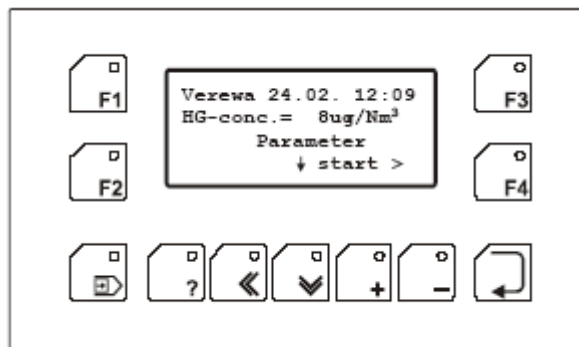 F1
Verewa 24.02. 12:09
HG-conc.= 8ug/Nm³
Parameter
↓ start >
F3
F2
F4
?
+
−